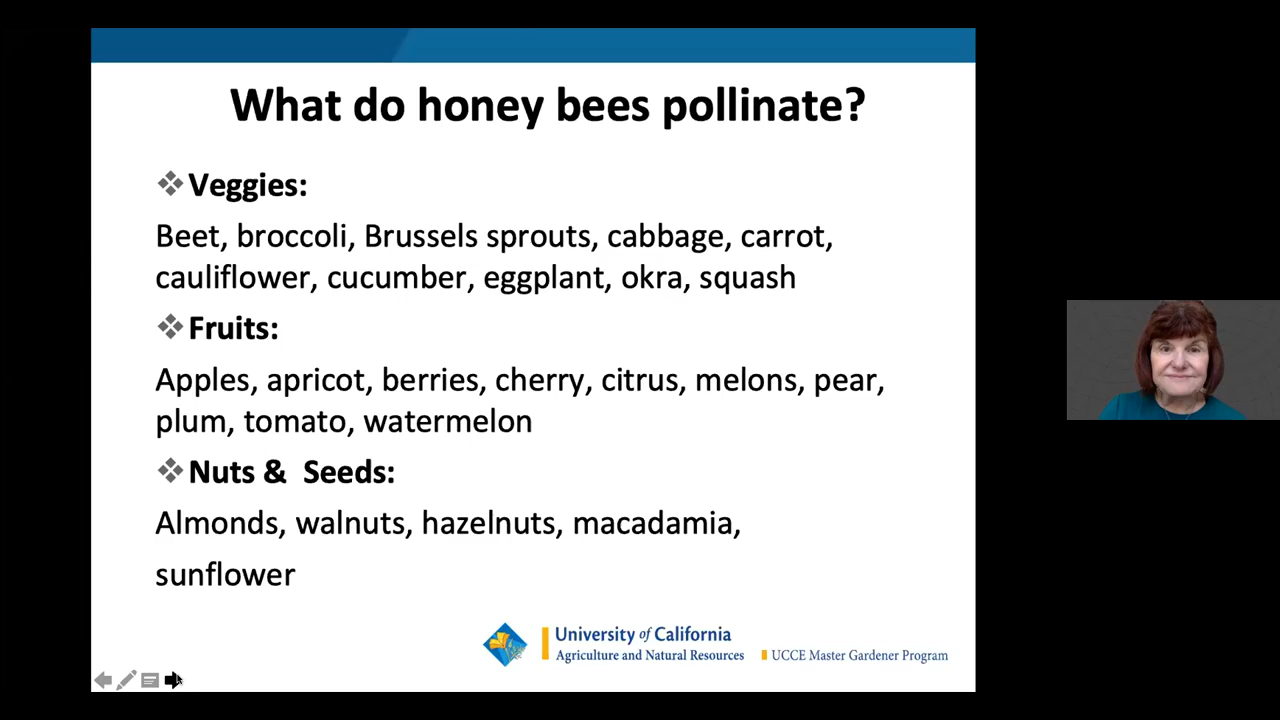 What do honey bees pollinate?
❖Veggies:
Beet, broccoli, Brussels sprouts, cabbage, carrot,
cauliflower, cucumber, eggplant, okra, squash
❖Fruits:
Apples, apricot, berries, cherry, citrus, melons, pear,
plum, tomato, watermelon
❖Nuts & Seeds:
Almonds, walnuts, hazelnuts, macadamia,
sunflower
University of California
Agriculture and Natural Resources
UCCE Master Gardener Program